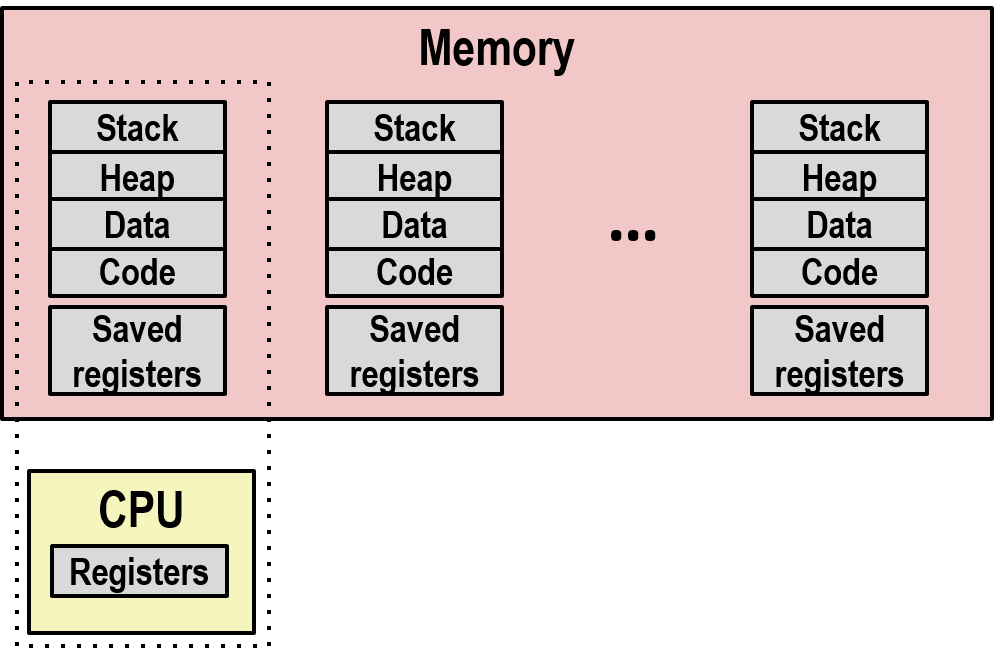 Memory
Stack
Heap
Data
Code
Saved
registers
Stack
Heap
Data
Code
Saved
registers
...
Stack
Heap
Data
Code
Saved
registers
CPU
Registers